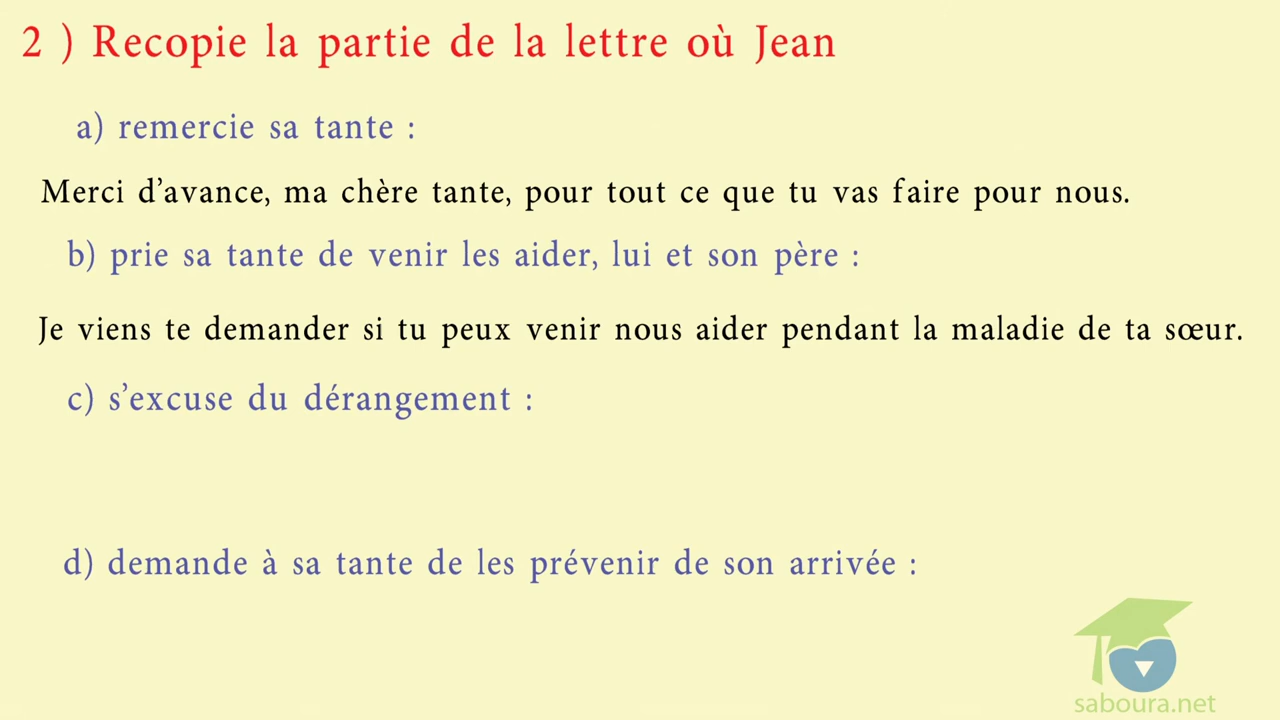 2 ) Recopie la partie de la lettre où Jean
a) remercie sa tante :
Merci d’avance, ma chère tante, pour tout ce que tu vas faire pour nous.
b) prie sa tante de venir les aider, lui et son père :
Je viens te demander si tu peux venir nous aider pendant la maladie de ta sœur.
c) s’excuse du dérangement :
d) demande à sa tante de les prévenir de son arrivée :
saboura.net